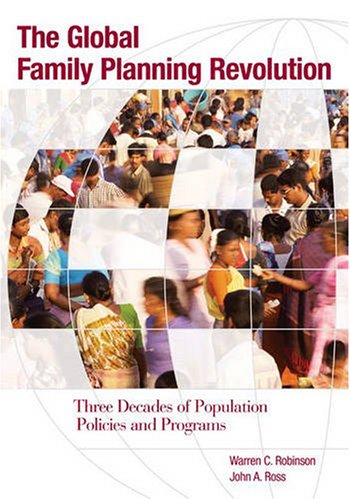 The Global
Family Planning Revolution
Three Decades of Population
Policies and Programs
Warren C. Robinson
John A. Ross